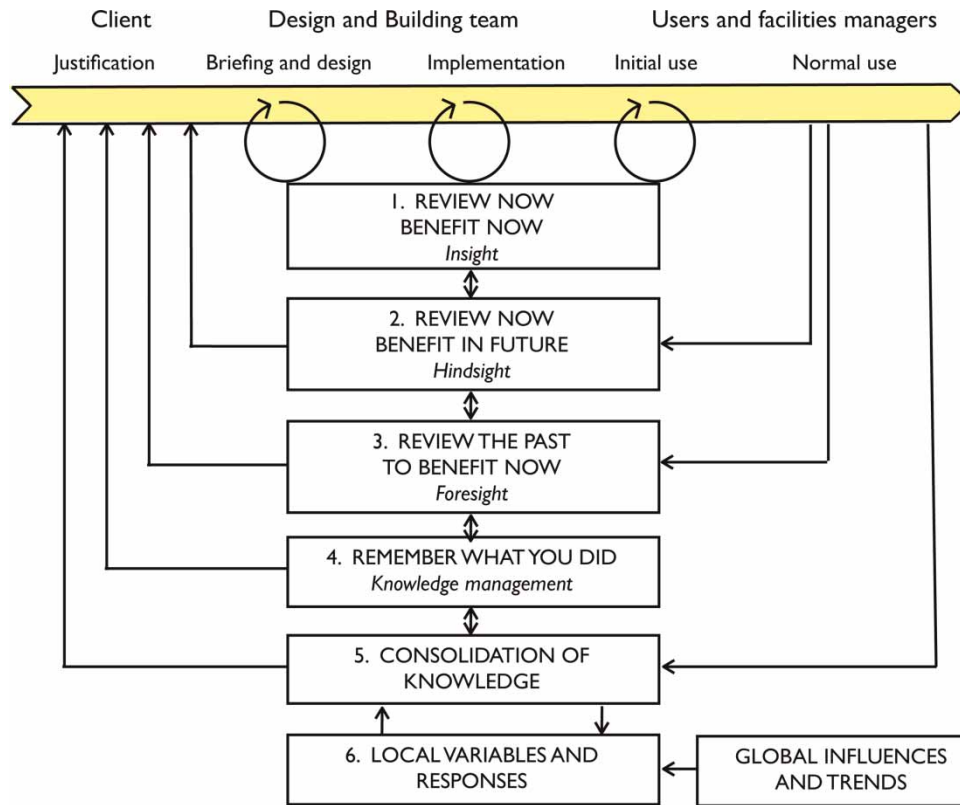 Client Design and Building team Users and facilities managers
Justification Briefing and design Implementation Initial use Normal use
1. REVIEW NOW
BENEFIT NOW
Insight
2. REVIEW NOW
BENEFIT IN FUTURE
Hindsight
3. REVIEW THE PAST
TO BENEFIT NOW
Foresight
4. REMEMBER WHAT YOU DID
Knowledge management
5. CONSOLIDATION OF
KNOWLEDGE
6. LOCAL VARIABLES AND
RESPONSES
GLOBAL INFLUENCES
AND TRENDS